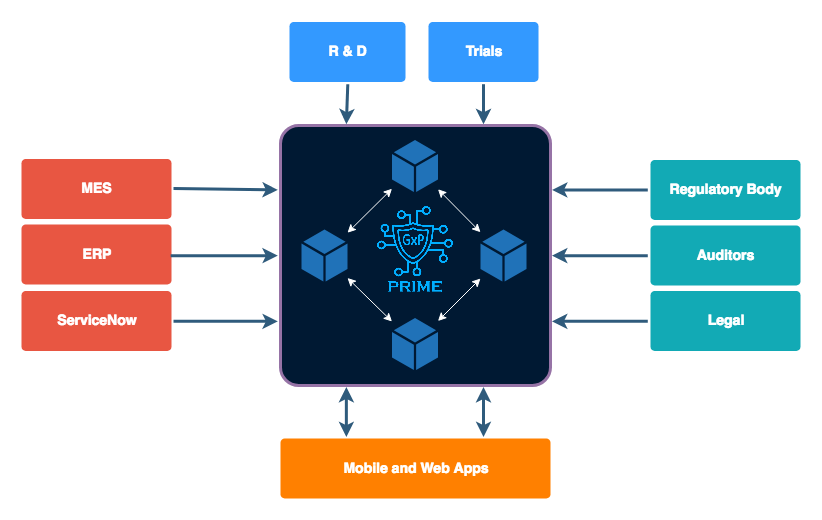 R & D
Trials
MES
ERP
ServiceNow
GxP
PRIME
Regulatory Body
Auditors
Legal
Mobile and Web Apps